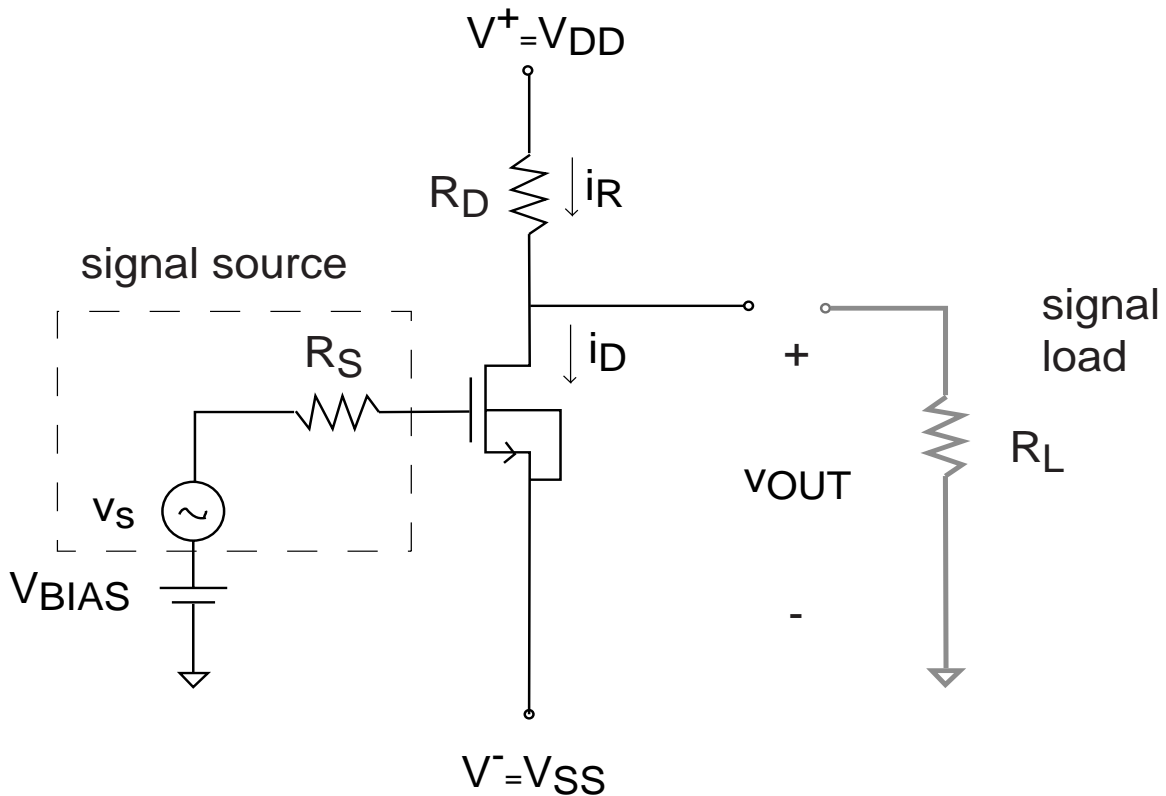 V+=VDD
RD
iR
signal source
RS
iD
signal
load
+
RL
vOUT
vs
VBIAS
-
V-=VSS